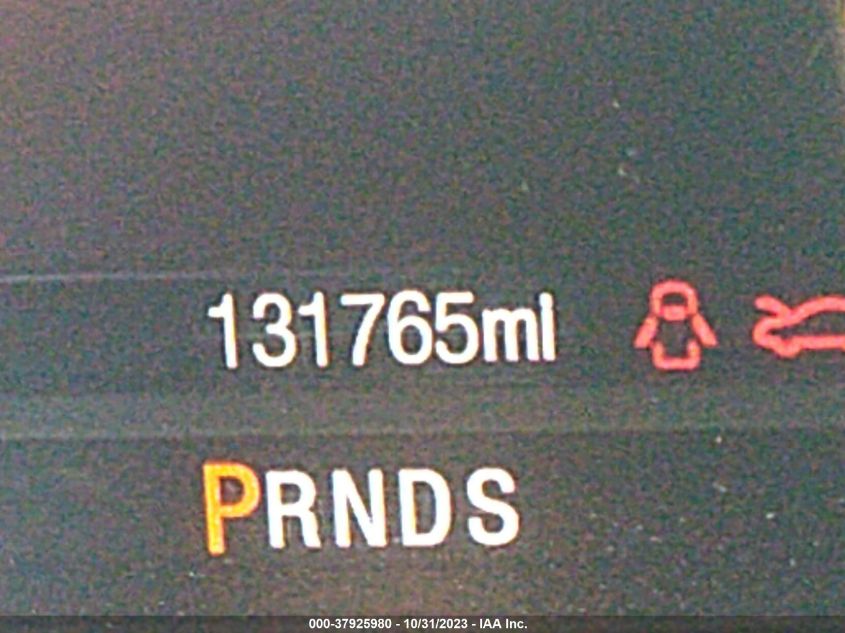 131765mi
PRNDS
000-37925980 - 10/31/2023 - IAA Inc.